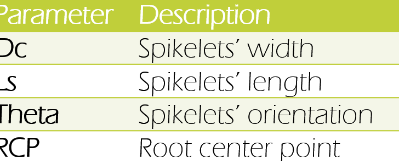 Parameter Description
Dc Spikelets' width
Ls Spikelets' length
Theta Spikelets' orientation
RCP Root center point